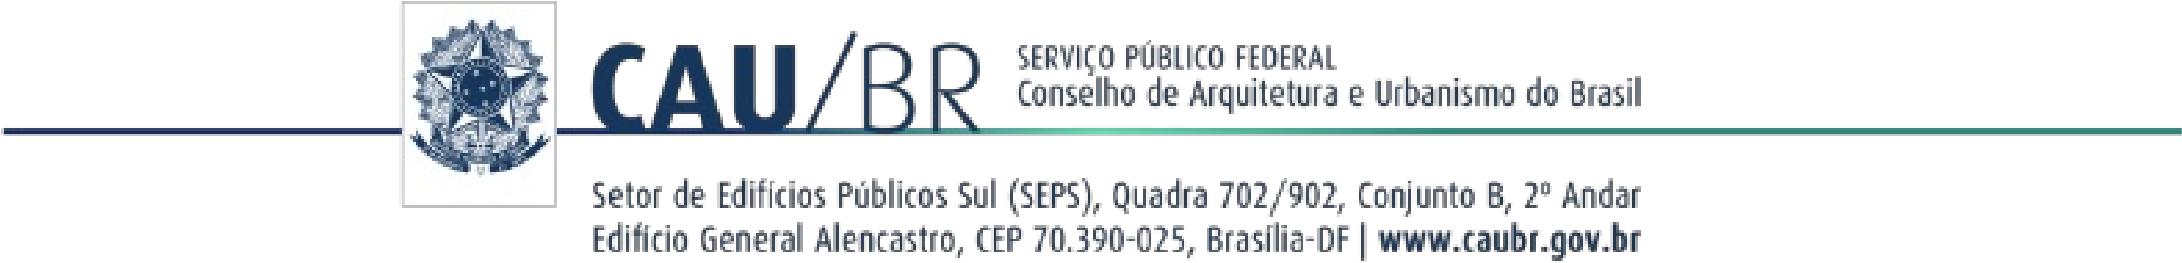 CAU/BR
SERVIÇO PÚBLICO FEDERAL
Conselho de Arquitetura e Urbanismo do Brasil
Setor de Edifícios Públicos Sul (SEPS), Quadra 702/902, Conjunto B, 2º Andar
Edifício General Alencastro, CEP 70.390-025, Brasília-DF | www.caubr.gov.br